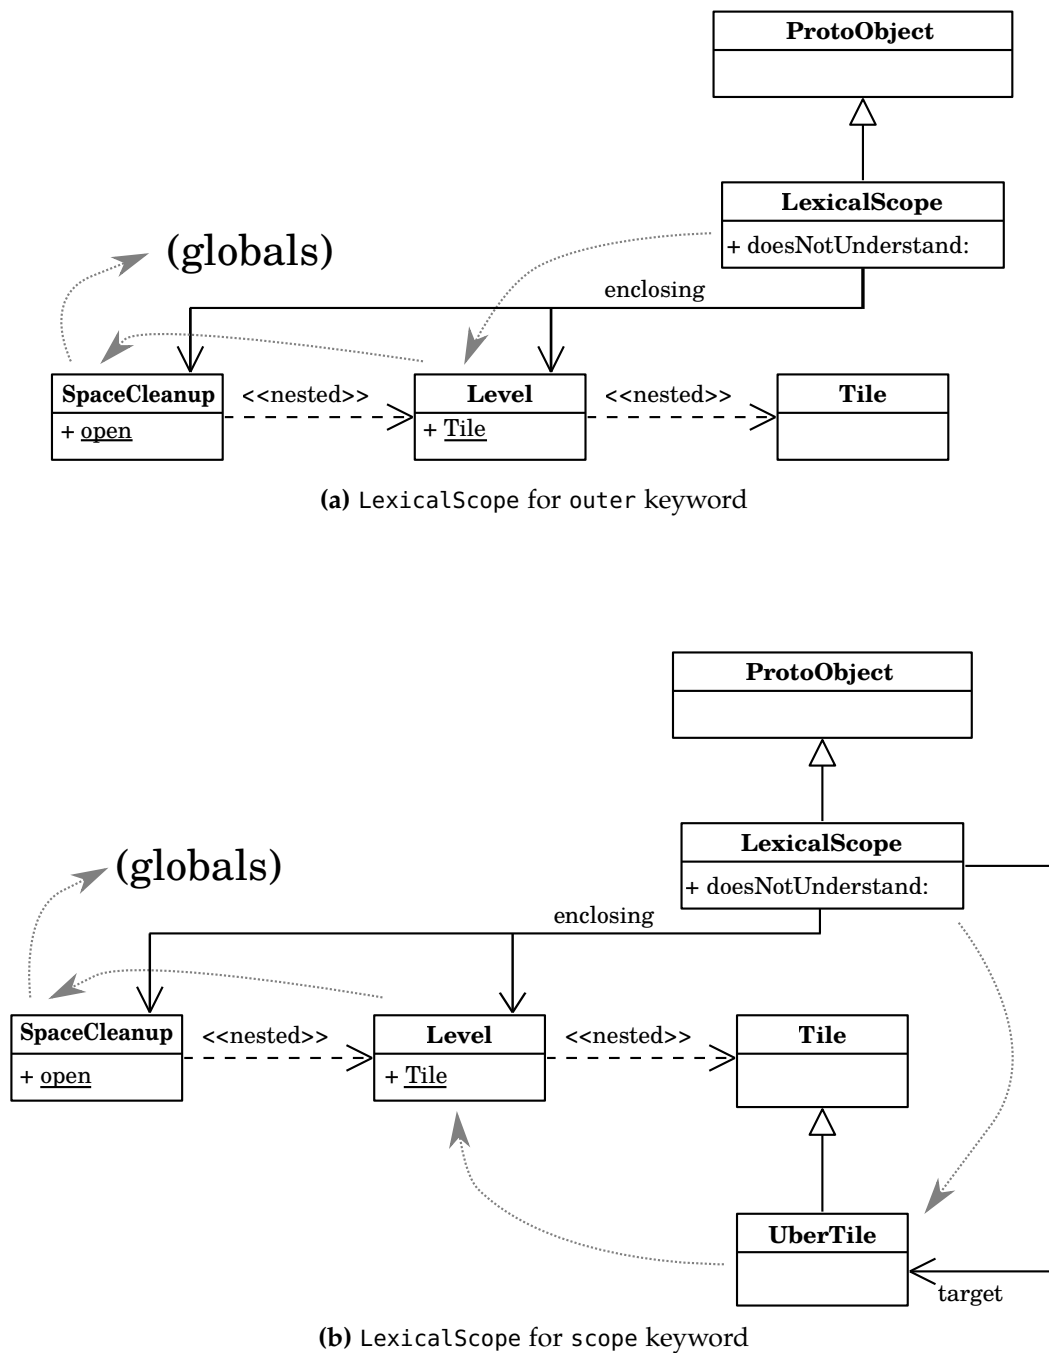 ProtoObject
LexicalScope
+ doesNotUnderstand:
(globals)
enclosing
SpaceCleanup
+ open
<<nested>>
Level
+ Tile
<<nested>>
Tile
(a) LexicalScope for outer keyword
ProtoObject
LexicalScope
+ doesNotUnderstand:
(globals)
enclosing
SpaceCleanup
+ open
<<nested>>
Level
+ Tile
<<nested>>
Tile
UberTile
target
(b) LexicalScope for scope keyword